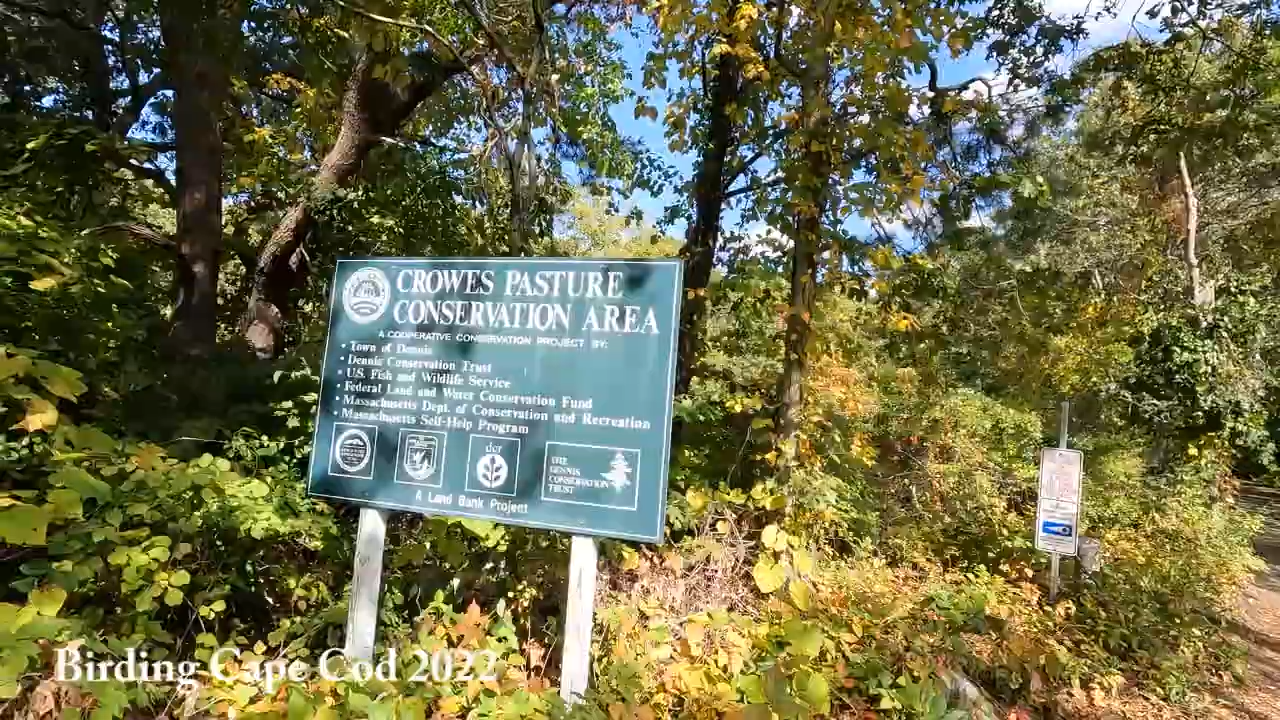 CROWES PASTURE
CONSERVATION AREA
A COOPERATIVE CONSERVATION PROJECT BY:
• Town of Dennis
• Dennis Conservation Trust
• U.S. Fish and Wildlife Service
• Federal Land and Water Conservation Fund
• Massachusetts Dept. of Conservation and Recreation
• Massachusetts Self-Help Program
dcr
THE
DENNIS
CONSERVATION
TRUST
A Land Bank Project
Birding Cape Cod 2022